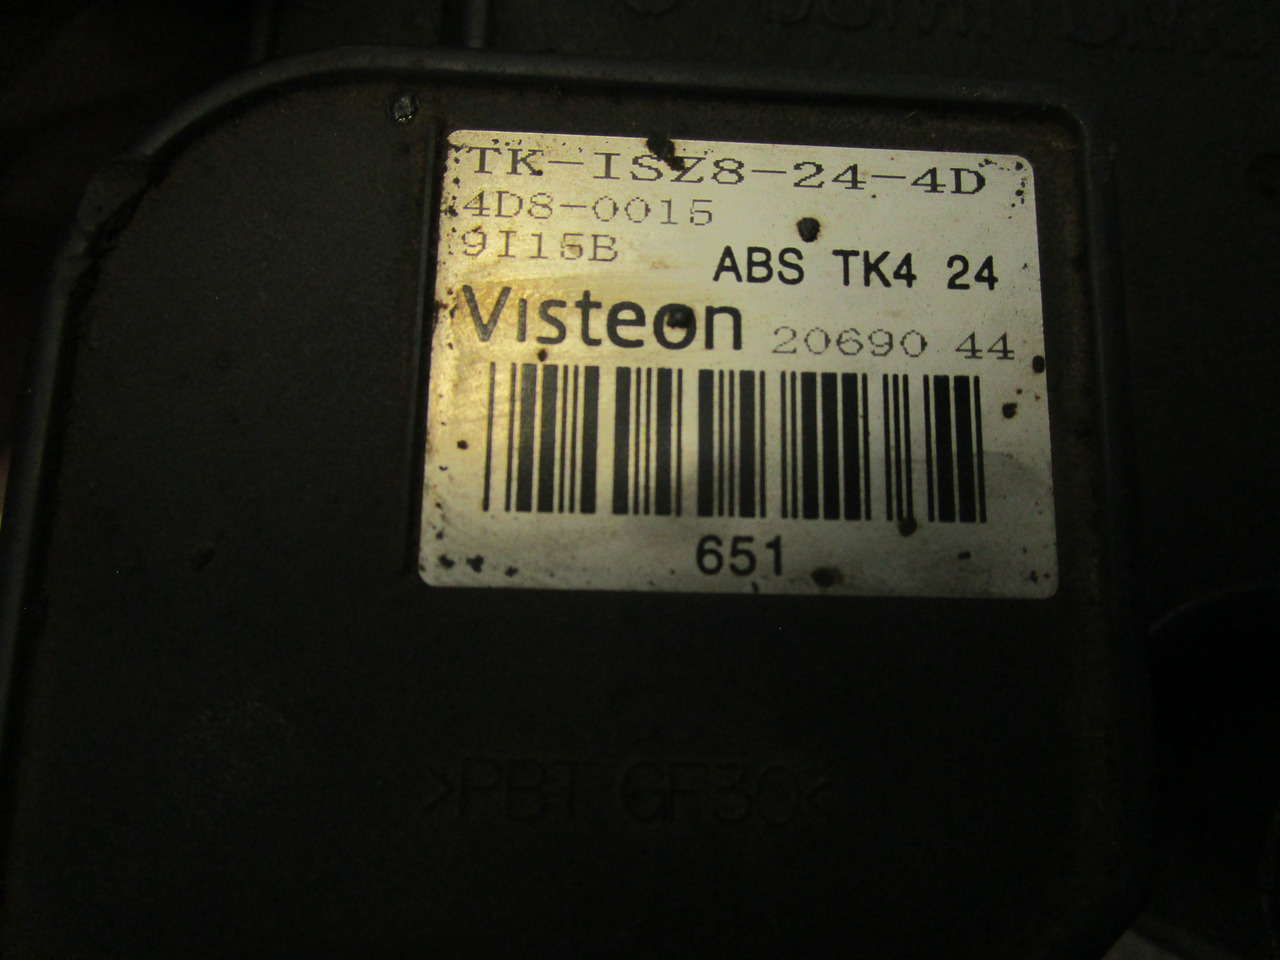 TK-ISZ8-24-4D
4D8-0015
9I15B
ABS TK4 24
Visteon 20690 44
651
>PBT GF30<